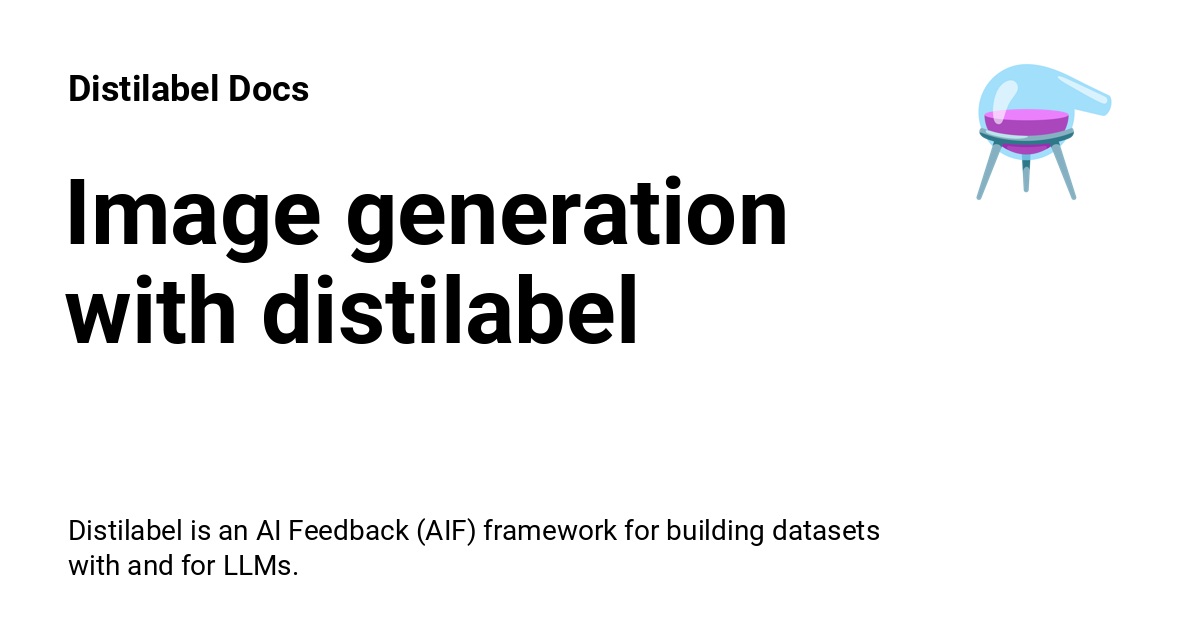 Distilabel Docs
Image generation
with distilabel
Distilabel is an AI Feedback (AIF) framework for building datasets
with and for LLMs.